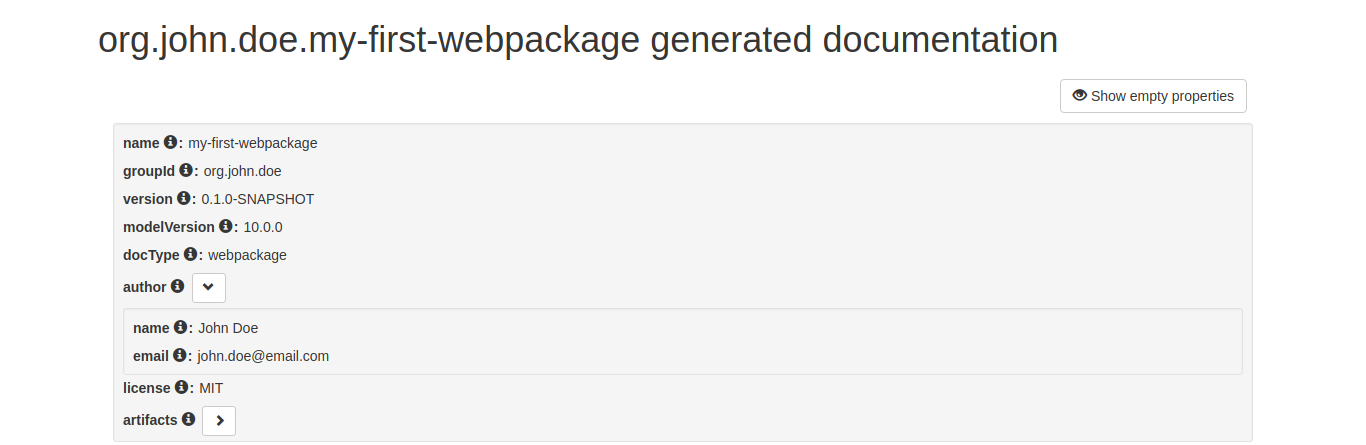 org.john.doe.my-first-webpackage generated documentation
Show empty properties
name : my-first-webpackage
groupId : org.john.doe
version : 0.1.0-SNAPSHOT
modelVersion : 10.0.0
docType : webpackage
author
name : John Doe
email : john.doe@email.com
license : MIT
artifacts